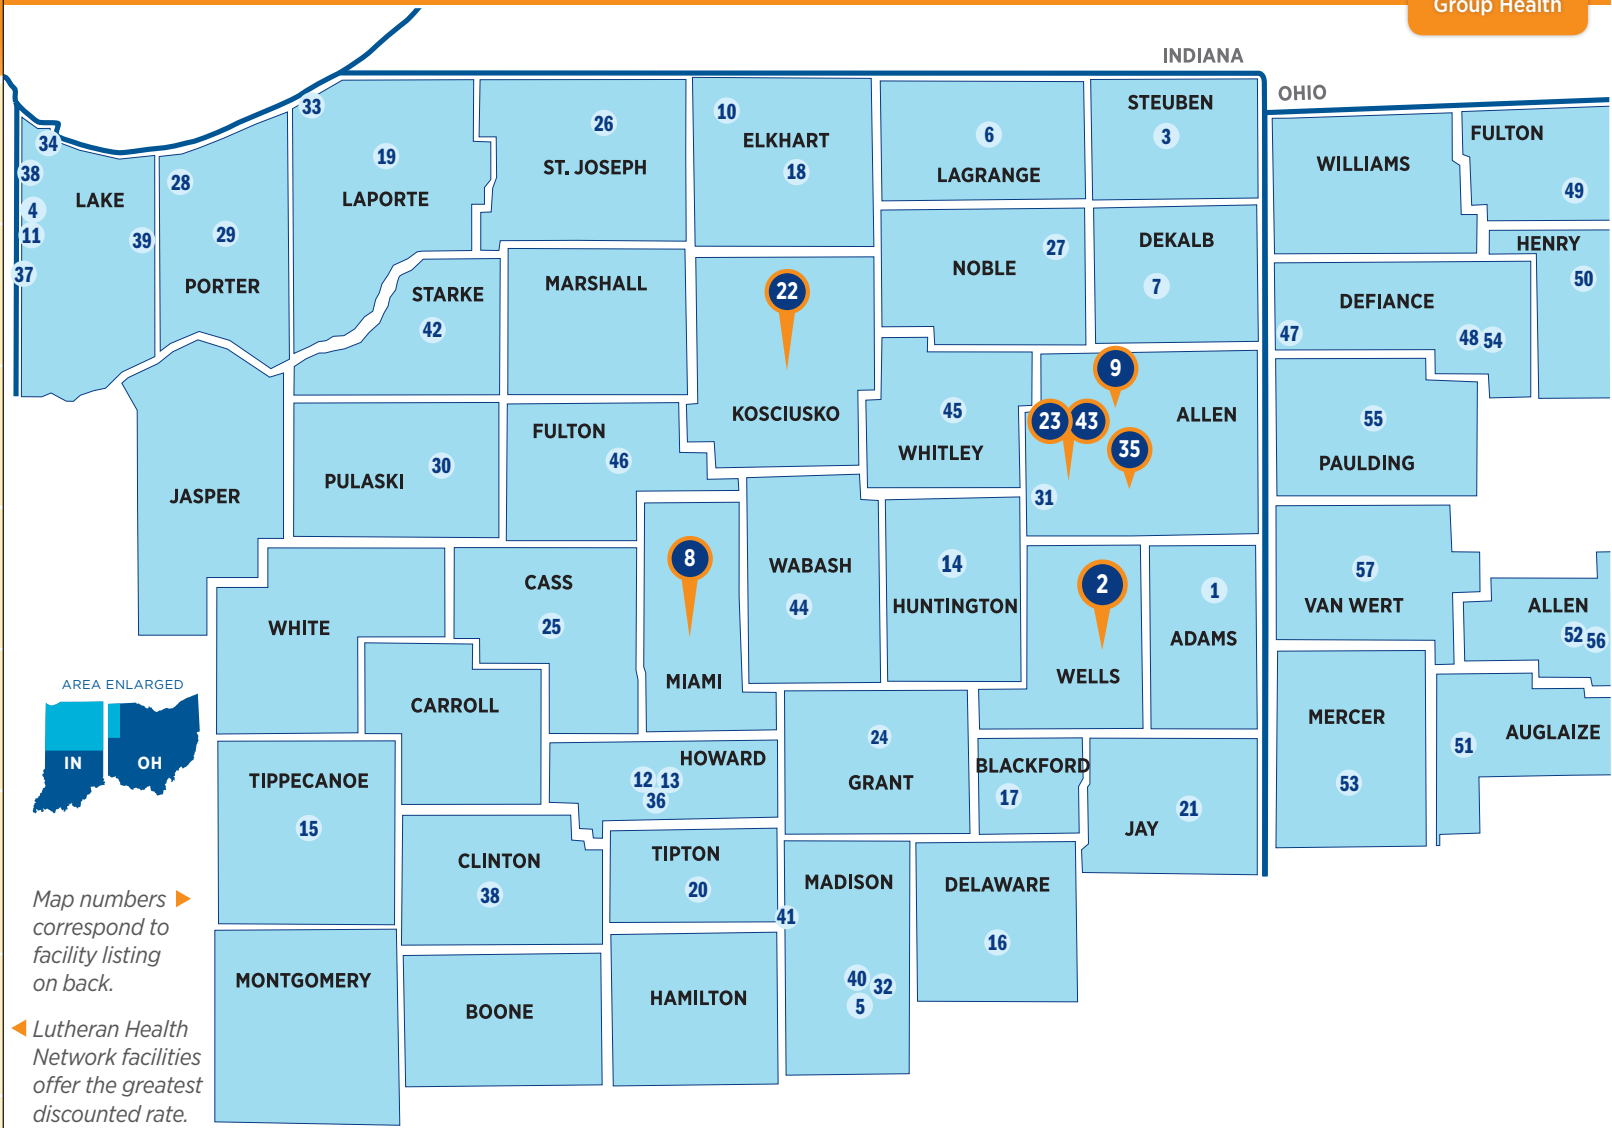 Group Health
INDIANA
OHIO
33
34
38
4
11
37
LAKE
39
28
29
PORTER
19
LAPORTE
26
ST. JOSEPH
10
ELKHART
18
6
LAGRANGE
STEUBEN
3
WILLIAMS
FULTON
49
STARKE
42
MARSHALL
22
KOSCIUSKO
NOBLE
27
DEKALB
7
HENRY
50
DEFIANCE
47
48
54
JASPER
PULASKI
30
FULTON
46
45
WHITLEY
9
23
43
35
ALLEN
31
55
PAULDING
WHITE
CASS
25
8
MIAMI
WABASH
44
14
HUNTINGTON
2
WELLS
1
ADAMS
57
VAN WERT
ALLEN
52
56
AREA ENLARGED
IN
OH
CARROLL
TIPPECANOE
15
HOWARD
12
13
36
24
GRANT
BLACKFORD
17
JAY
21
MERCER
53
51
AUGLAIZE
CLINTON
38
TIPTON
20
MADISON
41
40
32
5
DELAWARE
16
MONTGOMERY
BOONE
HAMILTON
Map numbers
correspond to
facility listing
on back.
Lutheran Health
Network facilities
offer the greatest
discounted rate.